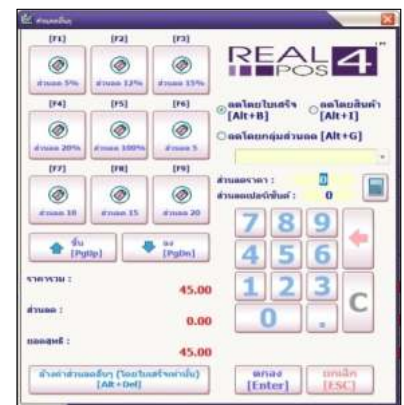 ส่วนลดอื่นๆ
[F1] [F2] [F3]
ส่วนลด 5% ส่วนลด 12% ส่วนลด 15%
[F4] [F5] [F6]
ส่วนลด 20% ส่วนลด 100% ส่วนลด 5
[F7] [F8] [F9]
ส่วนลด 10 ส่วนลด 15 ส่วนลด 20
ขึ้น
[PgUp]
ลง
[PgDn]
ราคารวม :
45.00
ส่วนลด :
0.00
ยอดสุทธิ :
45.00
ล้างค่าส่วนลดอื่นๆ (โดยใบเสร็จเท่านั้น)
[Alt+Del]
REAL
POS 4
TM
ลดโดยใบเสร็จ
[Alt+B]
ลดโดยสินค้า
[Alt+I]
ลดโดยกลุ่มส่วนลด [Alt+G]
ส่วนลดราคา : 0
ส่วนลดเปอร์เซ็นต์ : 0
7 8 9
4 5 6
1 2 3
C
0 .
ตกลง
[Enter]
ยกเลิก
[ESC]